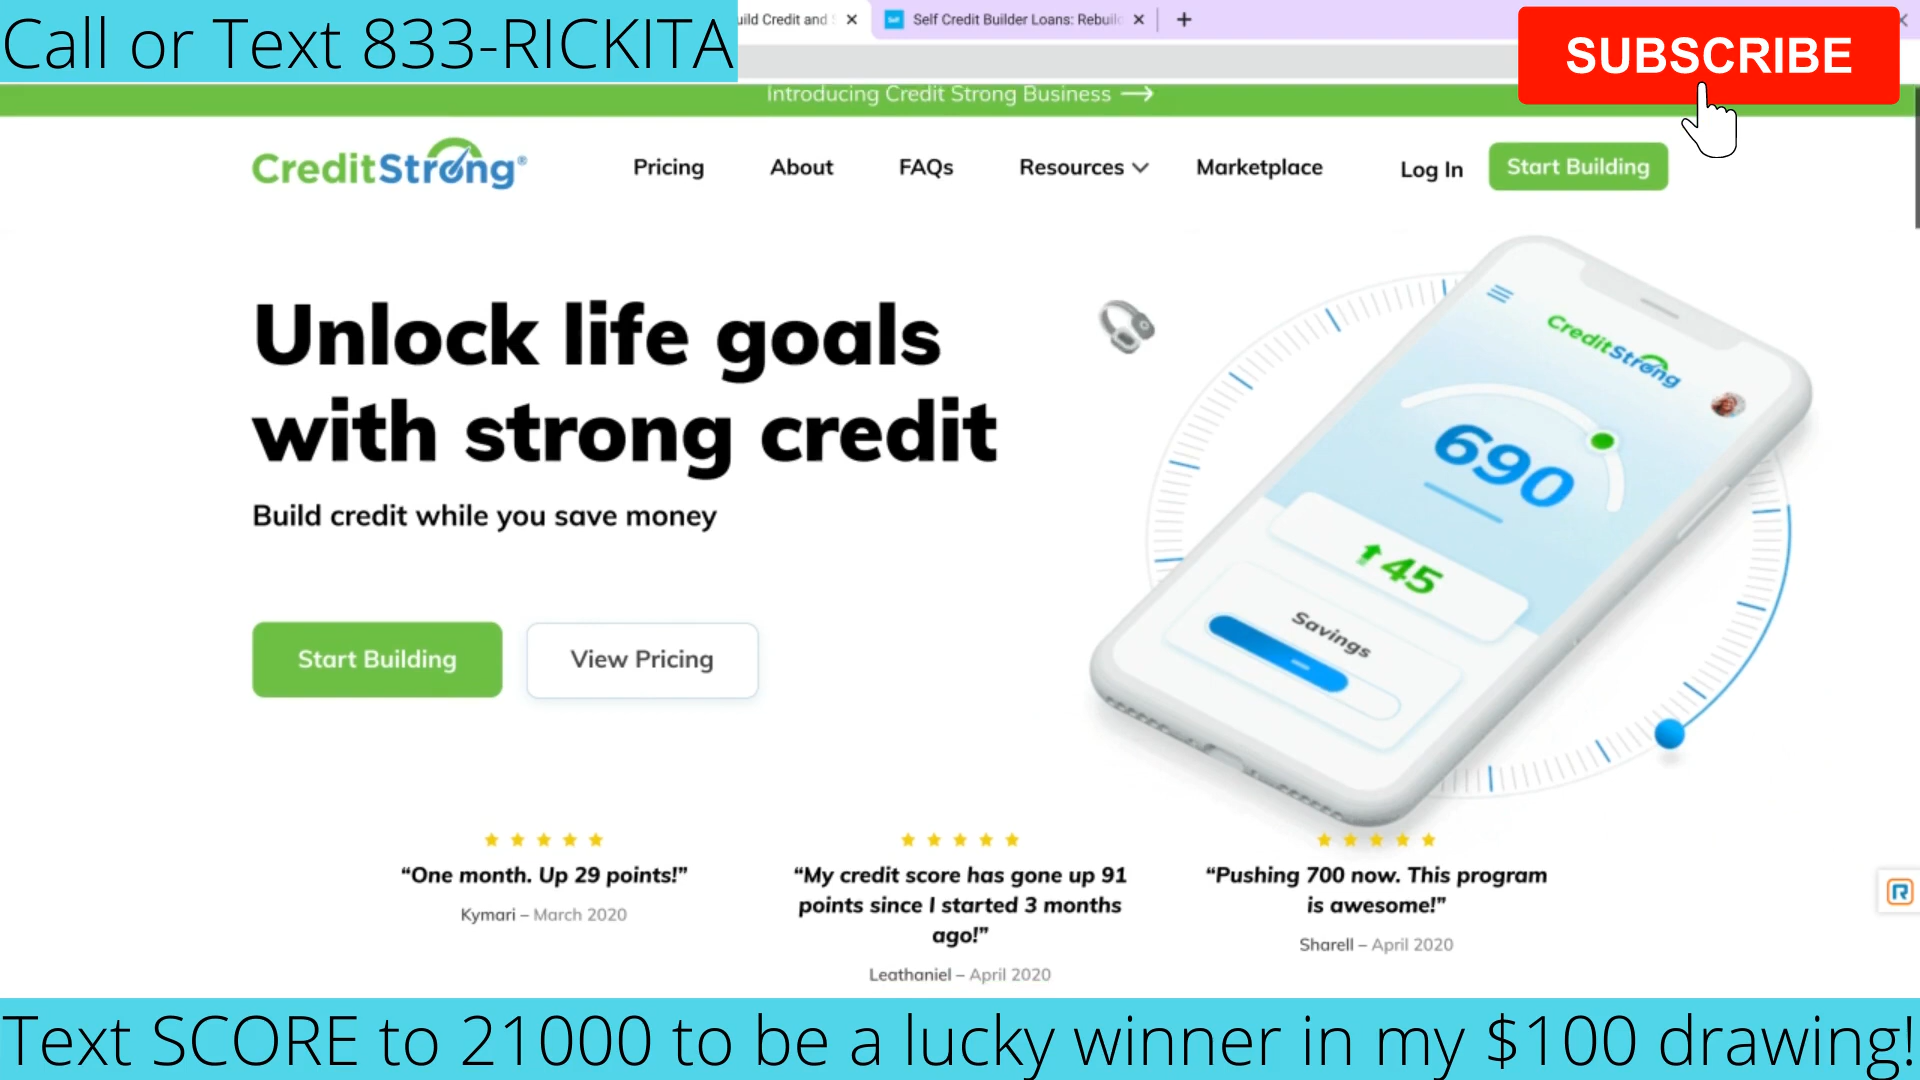 Call or Text 833-RICKITA
uild Credit and
Self Credit Builder Loans: Rebuil
SUBSCRIBE
Introducing Credit Strong Business
CreditStrong®
Pricing
About
FAQs
Resources
Marketplace
Log In
Start Building
Unlock life goals
with strong credit
Build credit while you save money
Start Building
View Pricing
CreditStrong
690
45
Savings
“One month. Up 29 points!”
Kymari – March 2020
“My credit score has gone up 91
points since I started 3 months
ago!”
Leathaniel – April 2020
“Pushing 700 now. This program
is awesome!”
Sharell – April 2020
Text SCORE to 21000 to be a lucky winner in my $100 drawing!